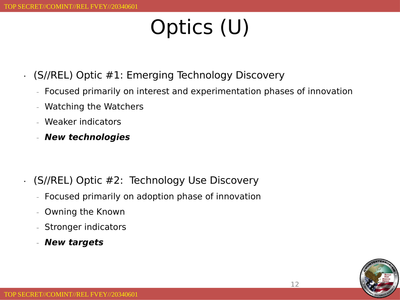 TOP SECRET//COMINT//REL FVEY//20340601
Optics (U)
(S//REL) Optic #1: Emerging Technology Discovery
Focused primarily on interest and experimentation phases of innovation
Watching the Watchers
Weaker indicators
New technologies
(S//REL) Optic #2:  Technology Use Discovery
Focused primarily on adoption phase of innovation
Owning the Known
Stronger indicators
New targets
12
TOP SECRET//COMINT//REL FVEY//20340601